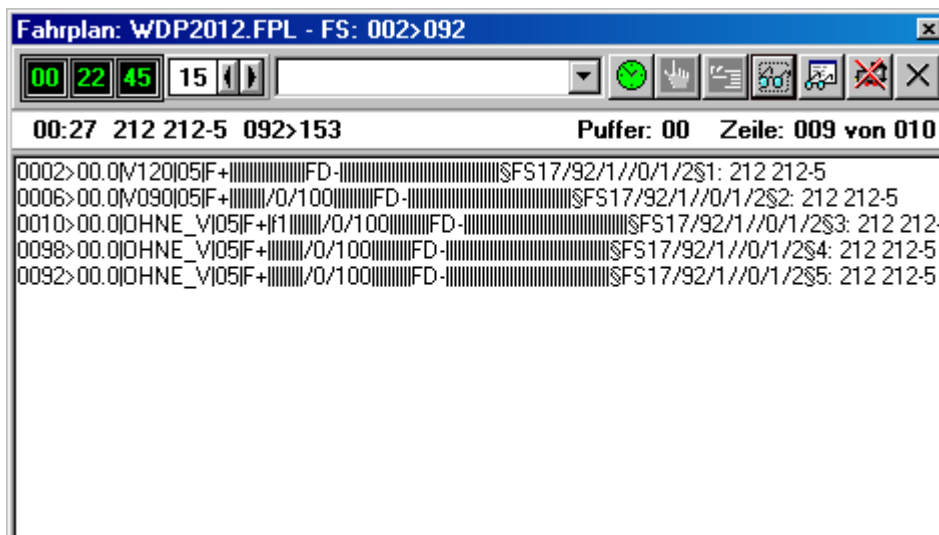 Fahrplan: WDP2012.FPL - FS: 002>092
00 22 45 15
00:27 212 212-5 092>153 Puffer: 00 Zeile: 009 von 010
0002>00.0|V120|05|F+||||||||||||||||||FD-|||||||||||||||||||||||||||||||||||||§FS17/92/1//0/1/2§1: 212 212-5
0006>00.0|V090|05|F+||||||||/0/100|||||||||FD-|||||||||||||||||||||||||||||||||||||§FS17/92/1//0/1/2§2: 212 212-5
0010>00.0|OHNE_V|05|F+|f1||||||||/0/100|||||||||FD-|||||||||||||||||||||||||||||||||||||§FS17/92/1//0/1/2§3: 212 212-
0098>00.0|OHNE_V|05|F+||||||||/0/100|||||||||FD-|||||||||||||||||||||||||||||||||||||§FS17/92/1//0/1/2§4: 212 212-5
0092>00.0|OHNE_V|05|F+||||||||/0/100|||||||||FD-|||||||||||||||||||||||||||||||||||||§FS17/92/1//0/1/2§5: 212 212-5